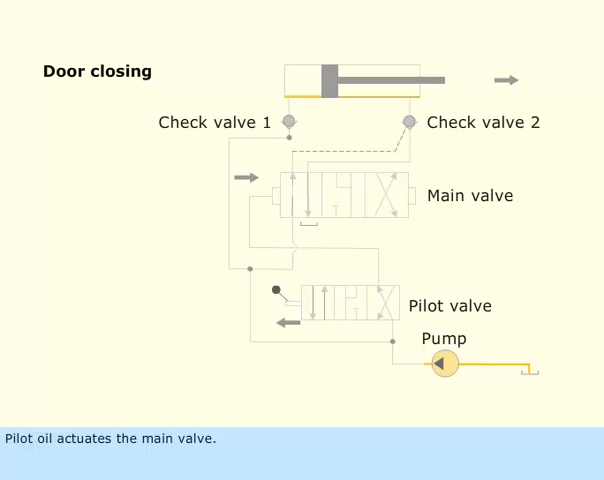 Door closing
Check valve 1
Check valve 2
Main valve
Pilot valve
Pump
Pilot oil actuates the main valve.